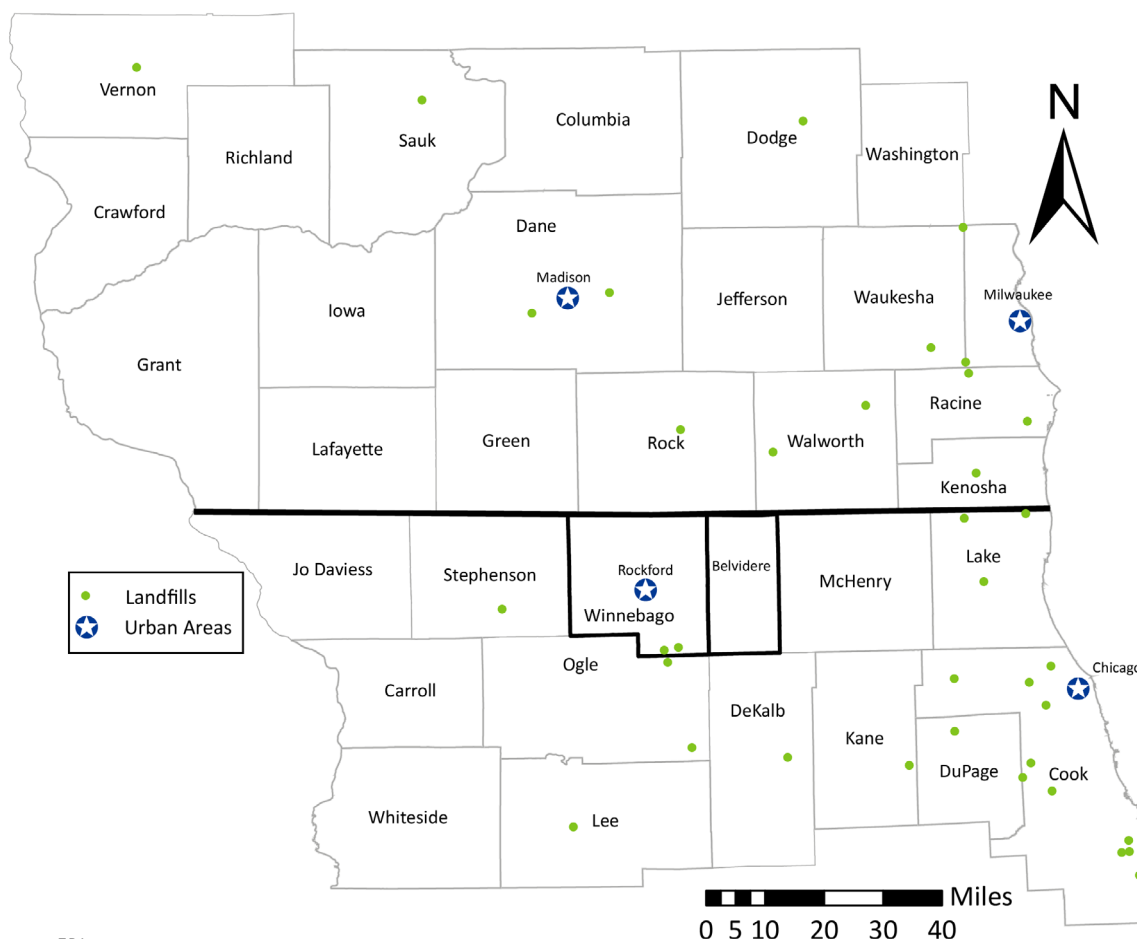 N
Vernon
Sauk
Columbia
Dodge
Washington
Richland
Crawford
Dane
Madison
Iowa
Jefferson
Waukesha
Milwaukee
Grant
Racine
Lafayette
Green
Rock
Walworth
Kenosha
Jo Daviess
Stephenson
Rockford
Winnebago
Belvidere
McHenry
Lake
Landfills
Urban Areas
Ogle
Carroll
DeKalb
Kane
DuPage
Cook
Chicago
Whiteside
Lee
Miles
0 5 10 20 30 40